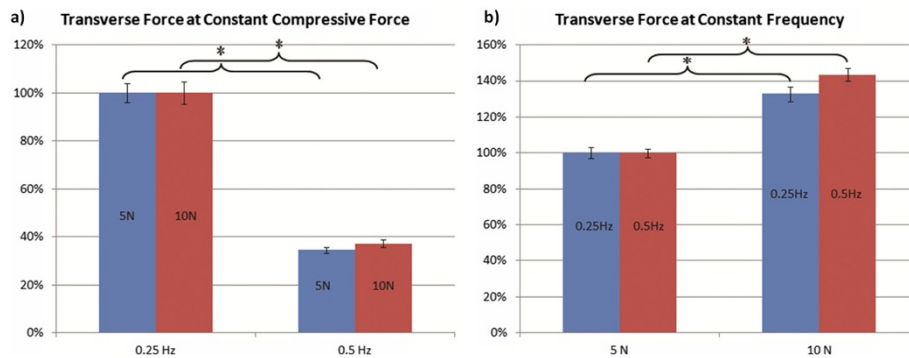 a)
Transverse Force at Constant Compressive Force
120%
100%
80%
60%
40%
20%
0%
* *
5N 10N
5N 10N
0.25 Hz 0.5 Hz
b)
Transverse Force at Constant Frequency
160%
140%
120%
100%
80%
60%
40%
20%
0%
* *
0.25Hz 0.5Hz
0.25Hz 0.5Hz
5 N 10 N